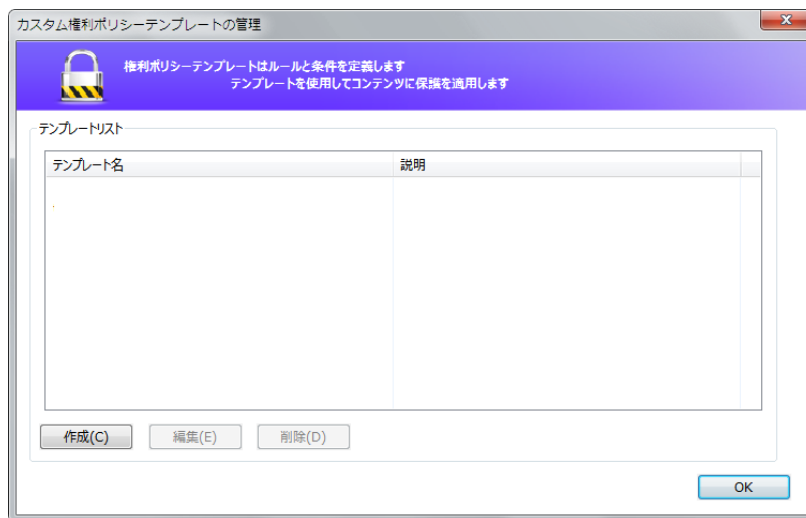 カスタム権利ポリシーテンプレートの管理
権利ポリシーテンプレートはルールと条件を定義します
テンプレートを使用してコンテンツに保護を適用します
テンプレートリスト
テンプレート名 説明
作成(C) 編集(E) 削除(D)
OK